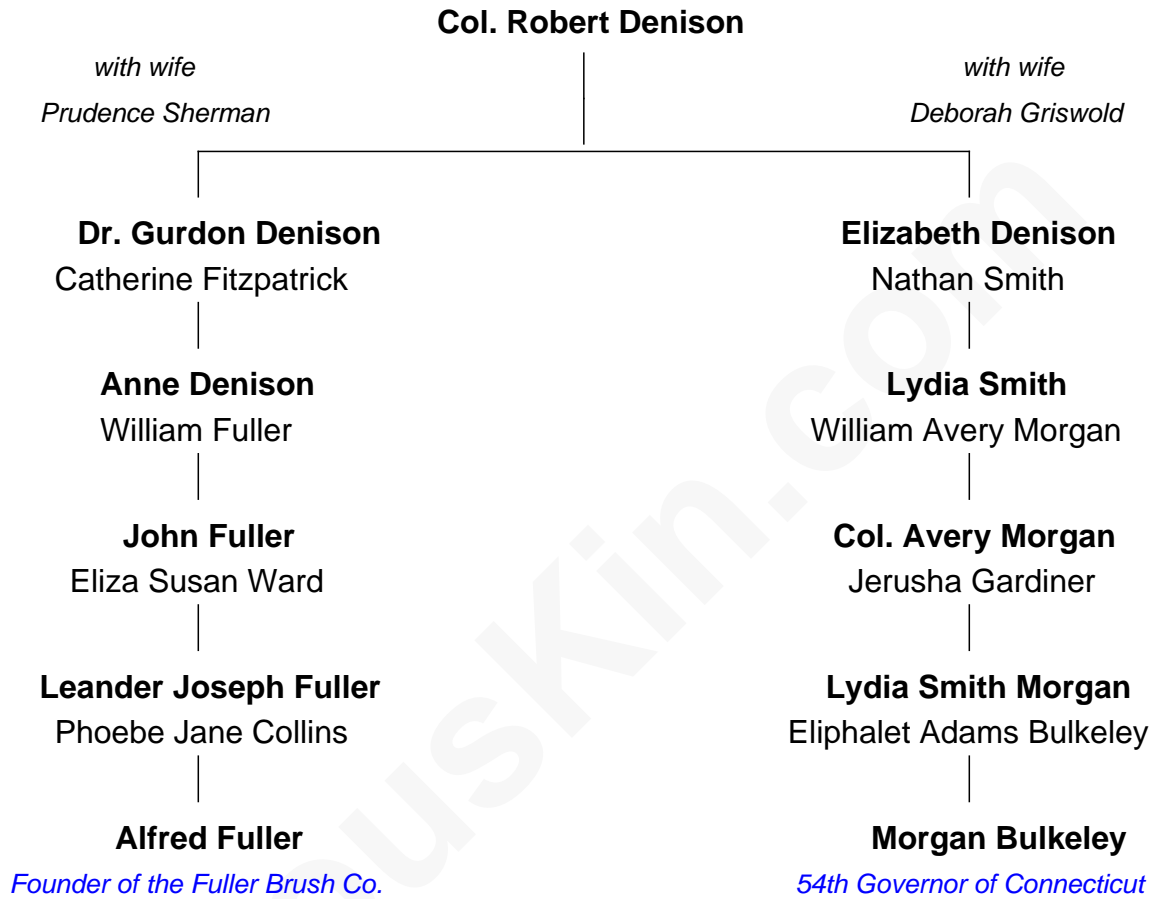 Col. Robert Denison
with wife
Prudence Sherman
with wife
Deborah Griswold
Dr. Gurdon Denison
Catherine Fitzpatrick
Elizabeth Denison
Nathan Smith
Anne Denison
William Fuller
Lydia Smith
William Avery Morgan
John Fuller
Eliza Susan Ward
Col. Avery Morgan
Jerusha Gardiner
Leander Joseph Fuller
Phoebe Jane Collins
Lydia Smith Morgan
Eliphalet Adams Bulkeley
Alfred Fuller
Founder of the Fuller Brush Co.
Morgan Bulkeley
54th Governor of Connecticut
ousKin.com